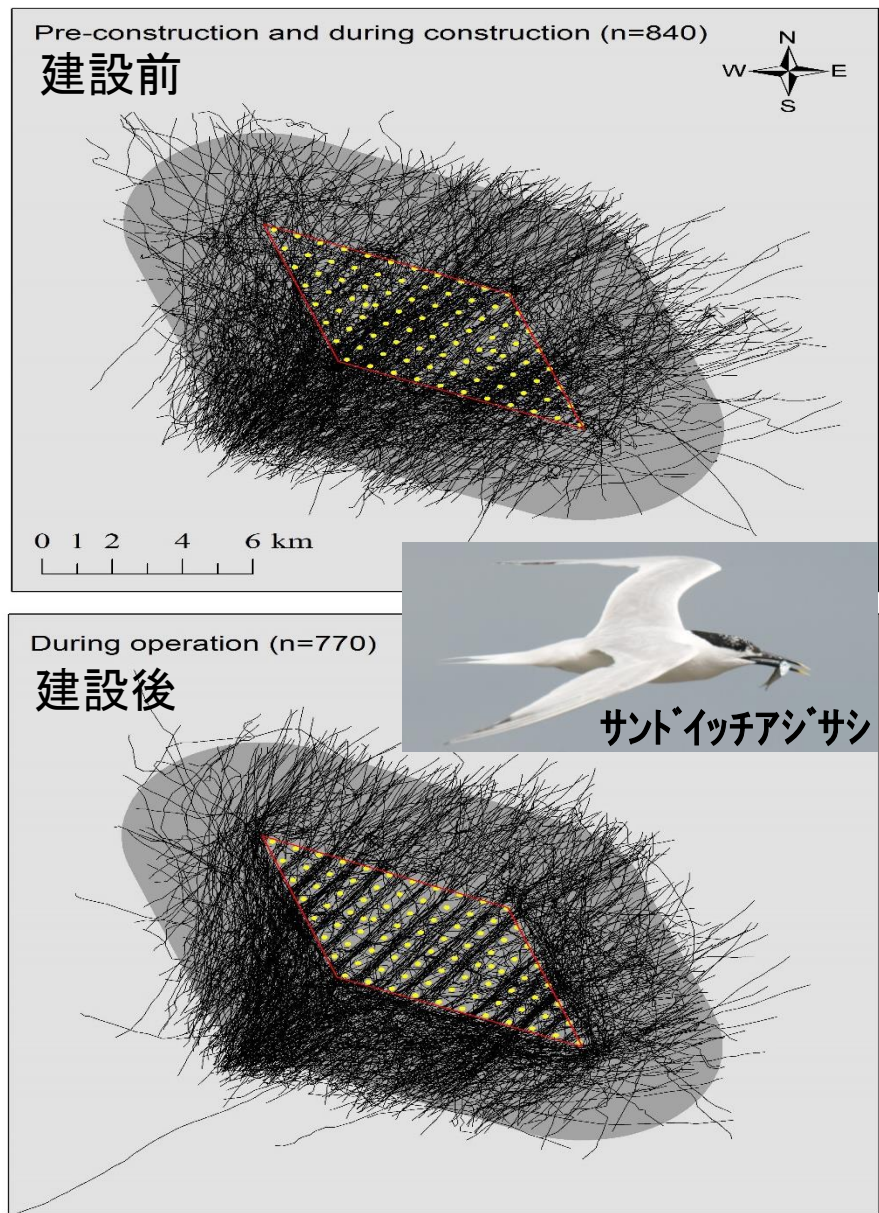 Pre-construction and during construction (n=840)
建設前
N
W E
S
0 1 2 4 6 km
During operation (n=770)
建設後
サンドイッチアジサシ